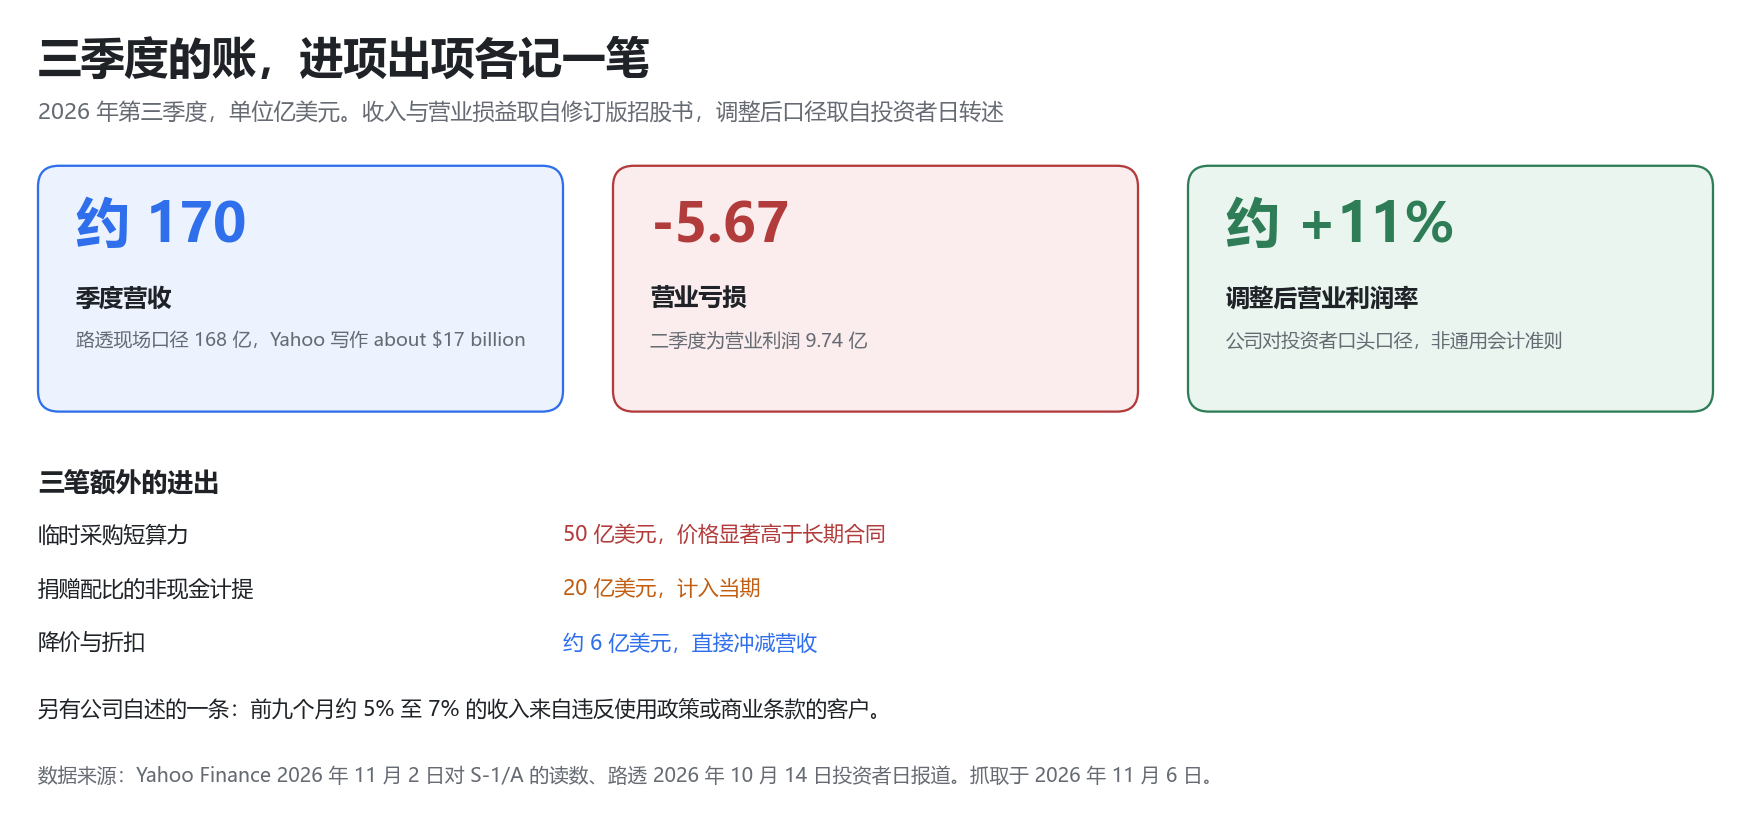 三季度的账，进项出项各记一笔
2026 年第三季度，单位亿美元。收入与营业损益取自修订版招股书，调整后口径取自投资者日转述
约 170
季度营收
路透现场口径 168 亿，Yahoo 写作 about $17 billion
-5.67
营业亏损
二季度为营业利润 9.74 亿
约 +11%
调整后营业利润率
公司对投资者口头口径，非通用会计准则
三笔额外的进出
临时采购短算力
50 亿美元，价格显著高于长期合同
捐赠配比的非现金计提
20 亿美元，计入当期
降价与折扣
约 6 亿美元，直接冲减营收
另有公司自述的一条：前九个月约 5% 至 7% 的收入来自违反使用政策或商业条款的客户。
数据来源：Yahoo Finance 2026 年 11 月 2 日对 S-1/A 的读数、路透 2026 年 10 月 14 日投资者日报道。抓取于 2026 年 11 月 6 日。